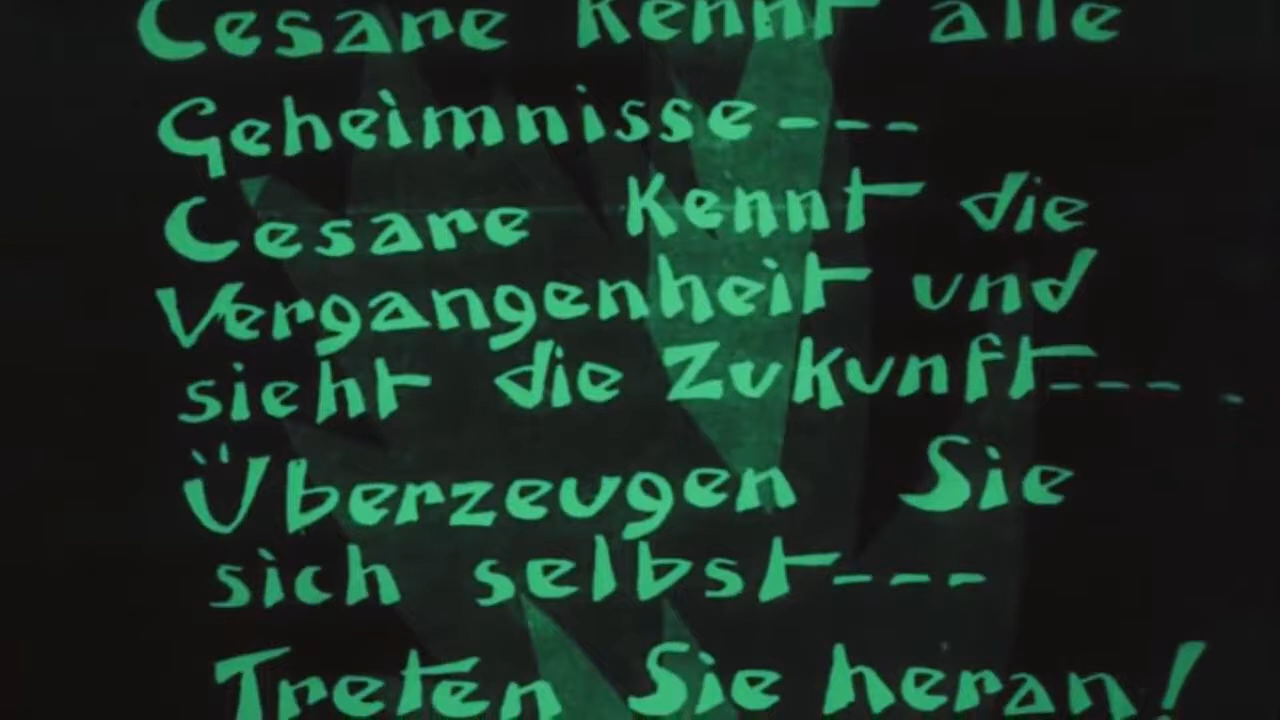 Cesare Kennt alle
Geheimnisse---
Cesare Kennt die
Vergangenheit und
sieht die Zukunft----
Überzeugen Sie
sich selbst---
Treten Sie heran!